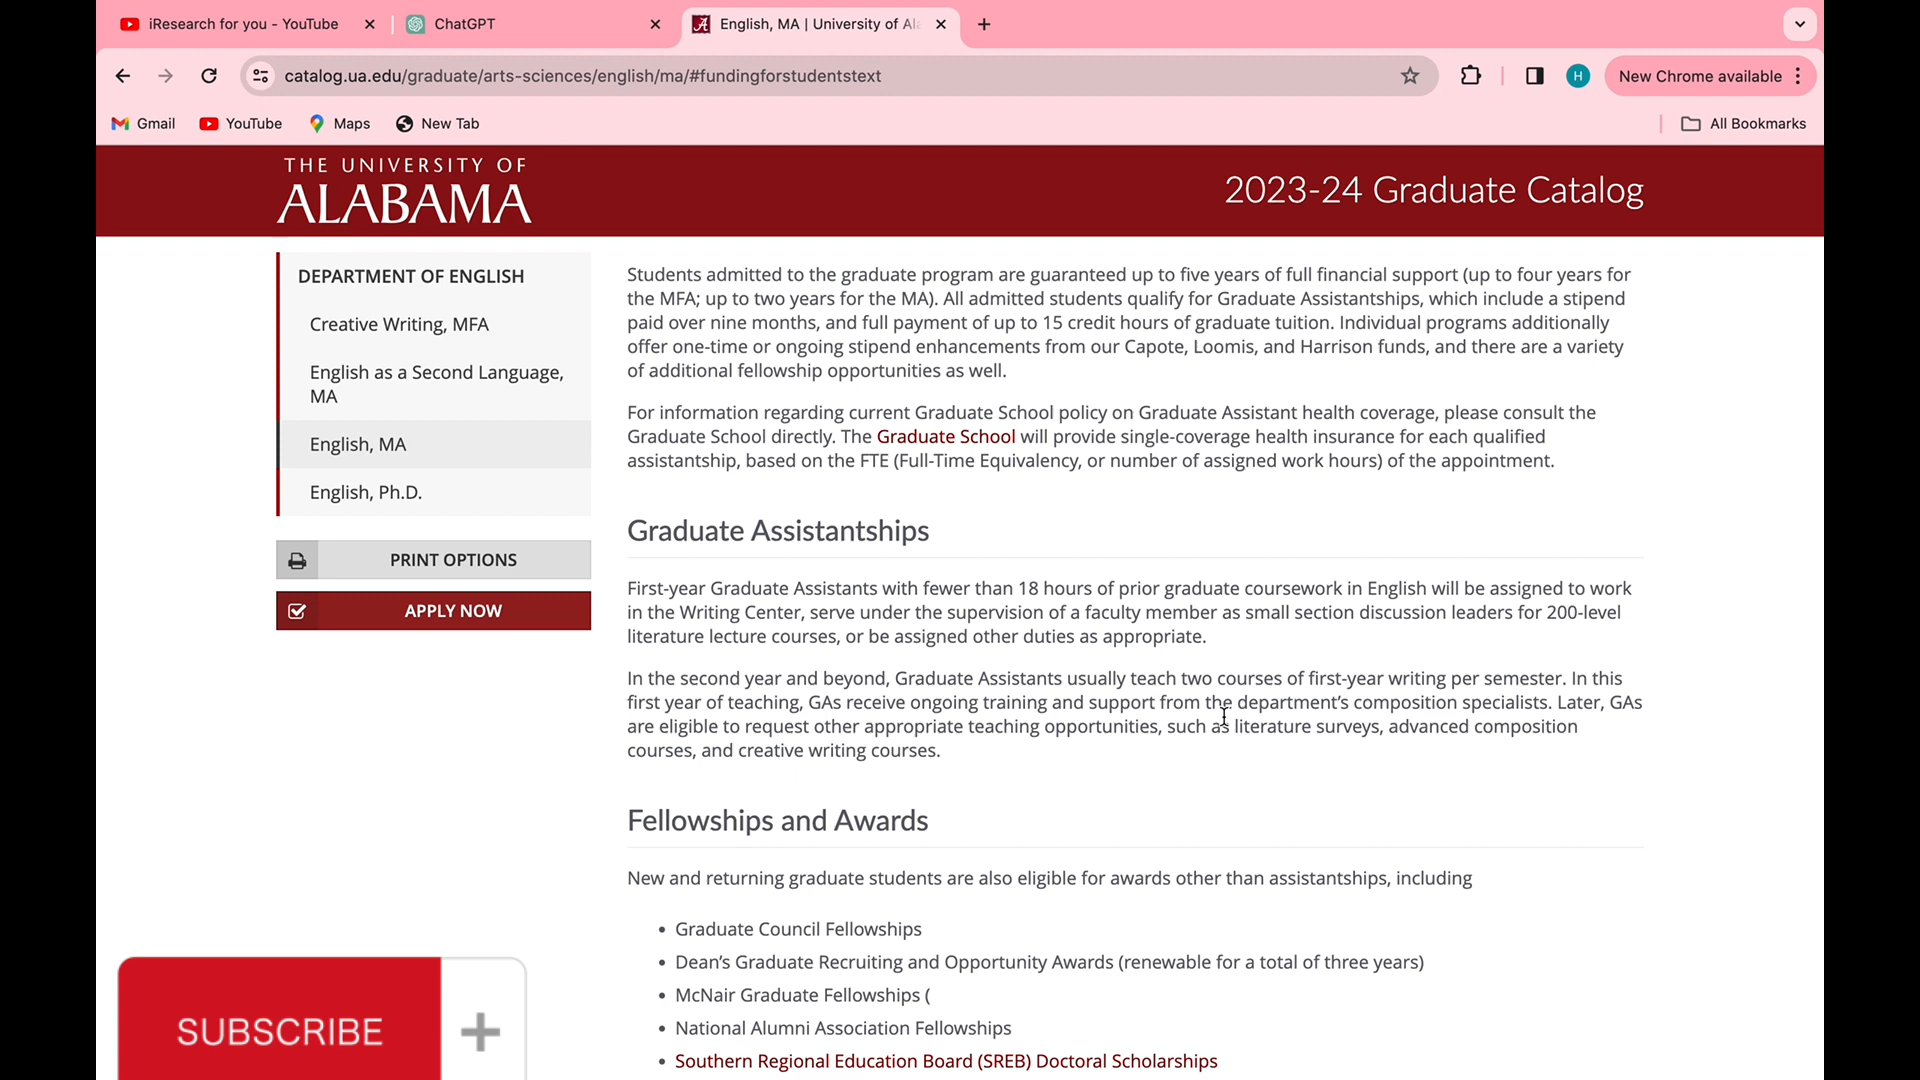 iResearch for you - YouTube
ChatGPT
English, MA | University of Al
catalog.ua.edu/graduate/arts-sciences/english/ma/#fundingforstudentstext
H
New Chrome available
Gmail
YouTube
Maps
New Tab
All Bookmarks
THE UNIVERSITY OF
ALABAMA
2023-24 Graduate Catalog
DEPARTMENT OF ENGLISH
Creative Writing, MFA
English as a Second Language,
MA
English, MA
English, Ph.D.
PRINT OPTIONS
APPLY NOW
Students admitted to the graduate program are guaranteed up to five years of full financial support (up to four years for
the MFA; up to two years for the MA). All admitted students qualify for Graduate Assistantships, which include a stipend
paid over nine months, and full payment of up to 15 credit hours of graduate tuition. Individual programs additionally
offer one-time or ongoing stipend enhancements from our Capote, Loomis, and Harrison funds, and there are a variety
of additional fellowship opportunities as well.
For information regarding current Graduate School policy on Graduate Assistant health coverage, please consult the
Graduate School directly. The Graduate School will provide single-coverage health insurance for each qualified
assistantship, based on the FTE (Full-Time Equivalency, or number of assigned work hours) of the appointment.
Graduate Assistantships
First-year Graduate Assistants with fewer than 18 hours of prior graduate coursework in English will be assigned to work
in the Writing Center, serve under the supervision of a faculty member as small section discussion leaders for 200-level
literature lecture courses, or be assigned other duties as appropriate.
In the second year and beyond, Graduate Assistants usually teach two courses of first-year writing per semester. In this
first year of teaching, GAs receive ongoing training and support from the department's composition specialists. Later, GAs
are eligible to request other appropriate teaching opportunities, such as literature surveys, advanced composition
courses, and creative writing courses.
Fellowships and Awards
New and returning graduate students are also eligible for awards other than assistantships, including
• Graduate Council Fellowships
• Dean's Graduate Recruiting and Opportunity Awards (renewable for a total of three years)
• McNair Graduate Fellowships (
• National Alumni Association Fellowships
• Southern Regional Education Board (SREB) Doctoral Scholarships
SUBSCRIBE